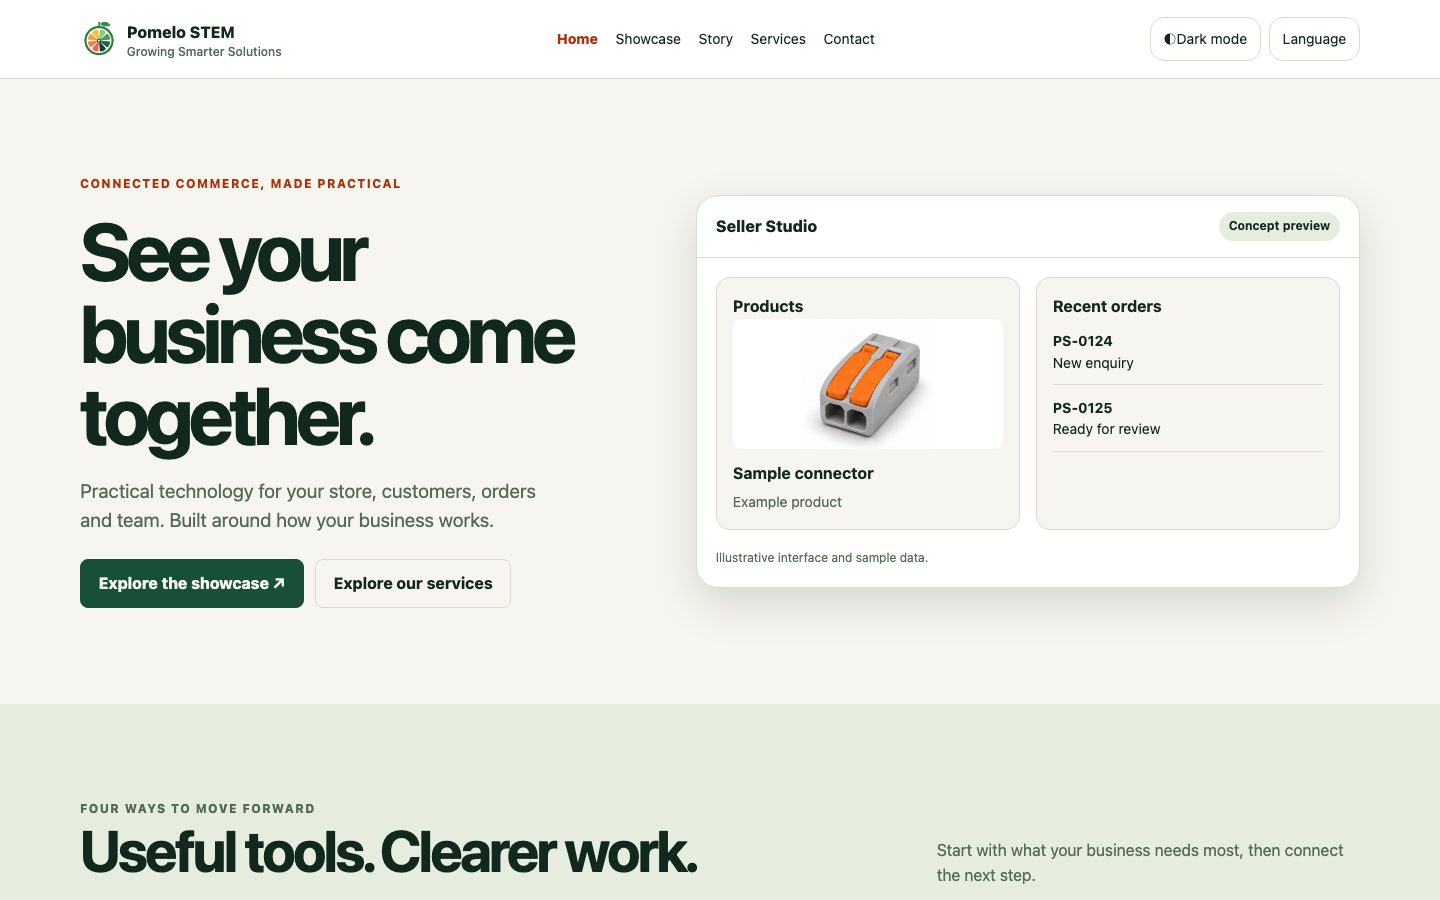 Pomelo STEM
Growing Smarter Solutions
Home
Showcase
Story
Services
Contact
Dark mode
Language
CONNECTED COMMERCE, MADE PRACTICAL
See your
business come
together.
Practical technology for your store, customers, orders
and team. Built around how your business works.
Explore the showcase ↗
Explore our services
Seller Studio
Concept preview
Products
Sample connector
Example product
Recent orders
PS-0124
New enquiry
PS-0125
Ready for review
Illustrative interface and sample data.
FOUR WAYS TO MOVE FORWARD
Useful tools. Clearer work.
Start with what your business needs most, then connect
the next step.